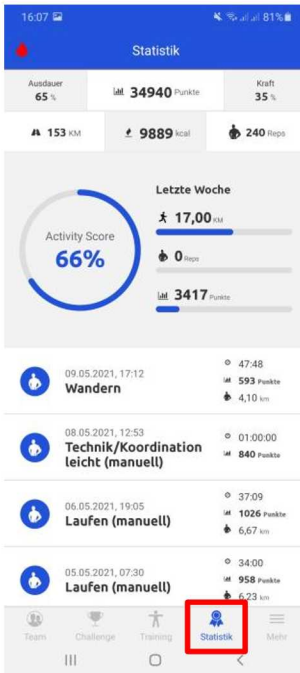 16:07 81%
Statistik
Ausdauer
65 %
34940 Punkte
Kraft
35 %
153 KM
9889 kcal
240 Reps
Activity Score
66%
Letzte Woche
17,00 KM
0 Reps
3417 Punkte
09.05.2021, 17:12
Wandern
47:48
593 Punkte
4,10 km
08.05.2021, 12:53
Technik/Koordination
leicht (manuell)
01:00:00
840 Punkte
06.05.2021, 19:05
Laufen (manuell)
37:09
1026 Punkte
6,67 km
05.05.2021, 07:30
Laufen (manuell)
34:00
958 Punkte
6,23 km
Team Challenge Training Statistik Mehr